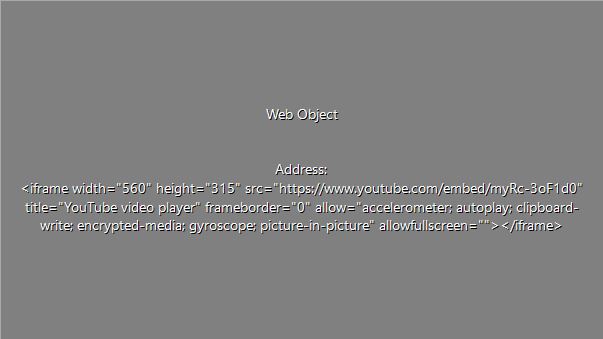 Web Object
Address:
<iframe width="560" height="315" src="https://www.youtube.com/embed/myRc-3oF1d0"
title="YouTube video player" frameborder="0" allow="accelerometer; autoplay; clipboard-
write; encrypted-media; gyroscope; picture-in-picture" allowfullscreen=""></iframe>